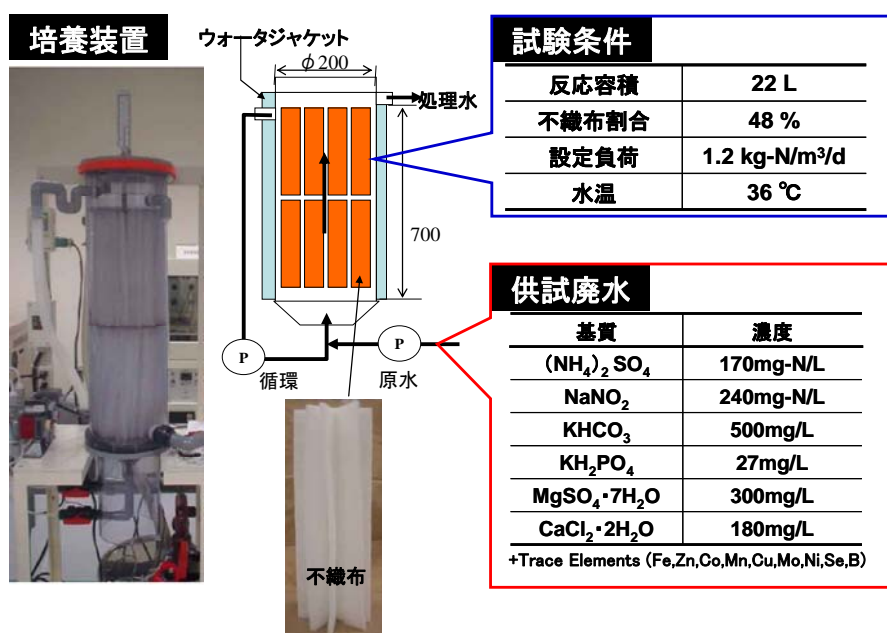 培養装置
ウォータジャケット
φ200
処理水
700
P
P
循環
原水
不織布
試験条件
反応容積 22 L
不織布割合 48 %
設定負荷 1.2 kg-N/m³/d
水温 36 ℃
供試廃水
基質 濃度
(NH₄)₂SO₄ 170mg-N/L
NaNO₂ 240mg-N/L
KHCO₃ 500mg/L
KH₂PO₄ 27mg/L
MgSO₄・7H₂O 300mg/L
CaCl₂・2H₂O 180mg/L
+Trace Elements (Fe,Zn,Co,Mn,Cu,Mo,Ni,Se,B)